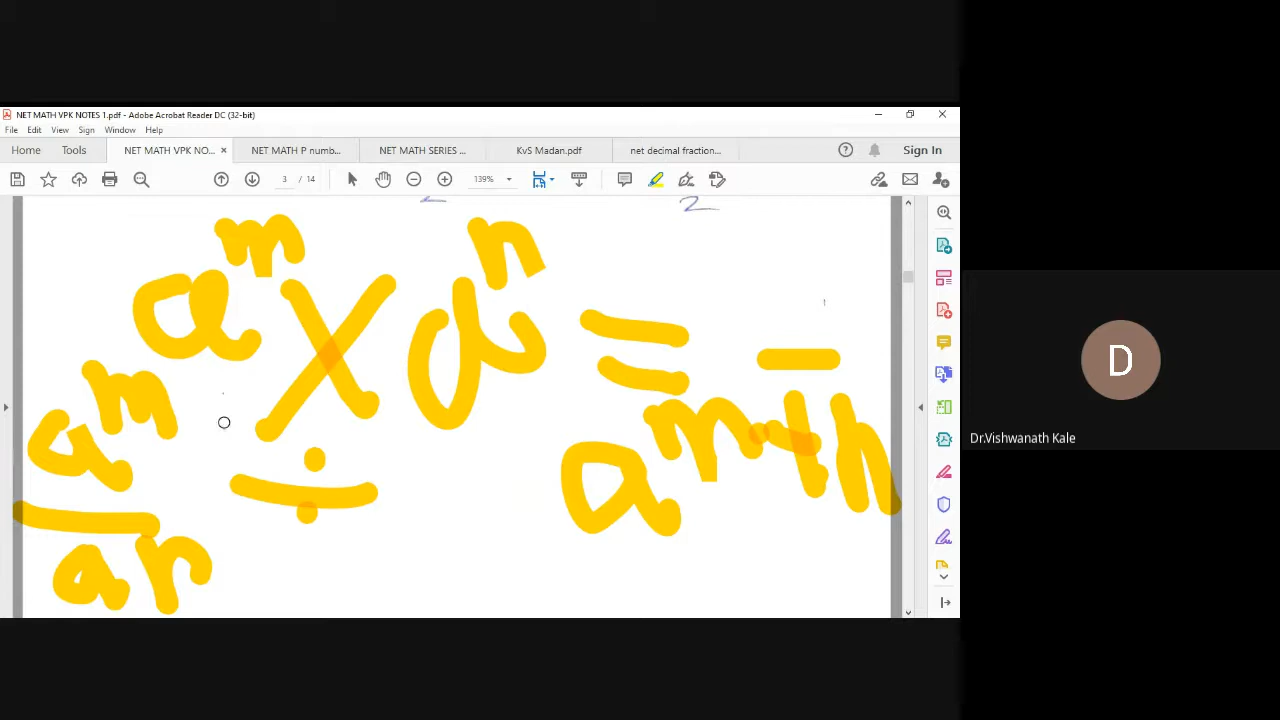 NET MATH VPK NOTES 1.pdf - Adobe Acrobat Reader DC (32-bit)
File Edit View Sign Window Help
Home Tools NET MATH VPK NO... × NET MATH P numb... NET MATH SERIES ... KvS Madan.pdf net decimal fraction... Sign In
3 / 14 139%
2 2
a^m × a^n = a^m+n
-
÷
a^m
a^n
D
Dr.Vishwanath Kale